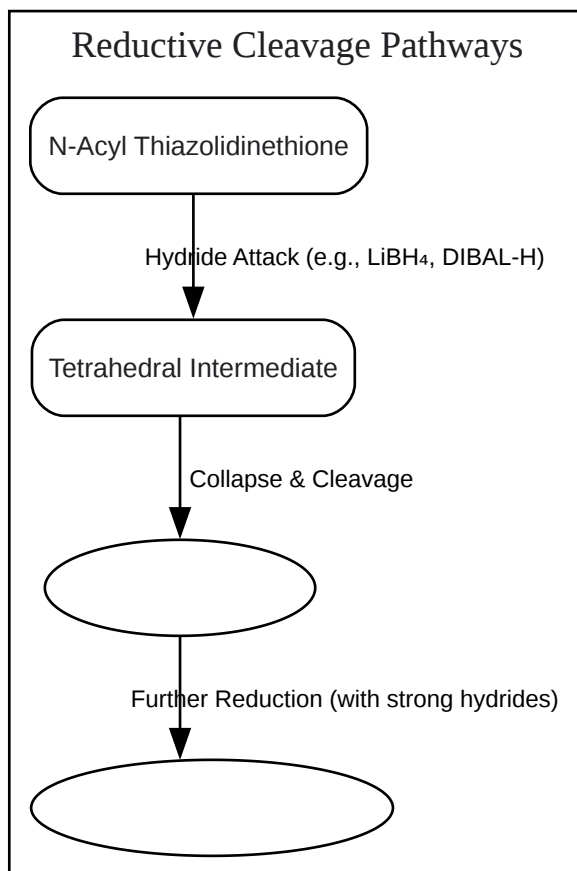 Reductive Cleavage Pathways
N-Acyl Thiazolidinethione
Hydride Attack (e.g., LiBH₄, DIBAL-H)
Tetrahedral Intermediate
Collapse & Cleavage
Further Reduction (with strong hydrides)